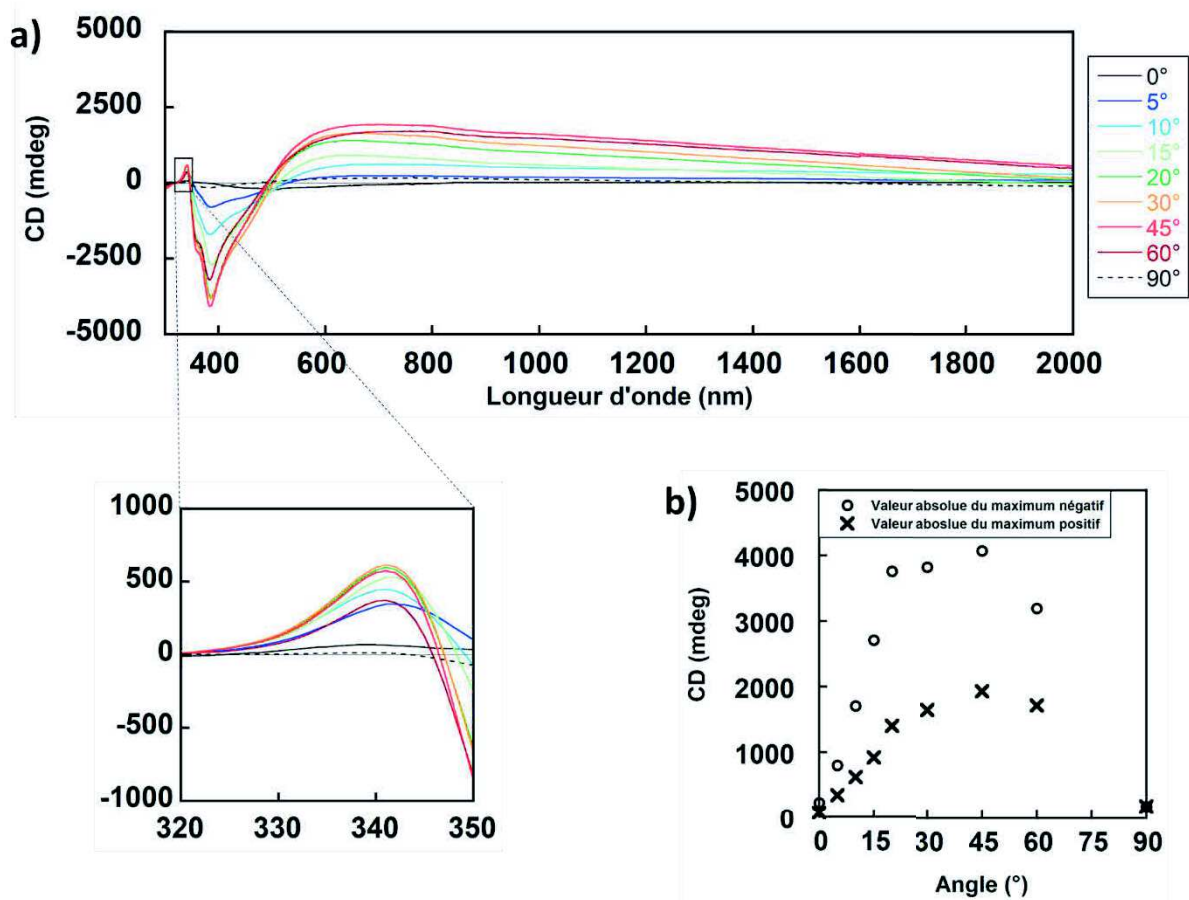 a)
5000
2500
0
-2500
-5000
CD (mdeg)
400 600 800 1000 1200 1400 1600 1800 2000
Longueur d'onde (nm)
0°
5°
10°
15°
20°
30°
45°
60°
90°
1000
500
0
-500
-1000
320 330 340 350
b)
5000
4000
3000
2000
1000
0
CD (mdeg)
Valeur absolue du maximum négatif
Valeur aboslue du maximum positif
0 15 30 45 60 75 90
Angle (°)